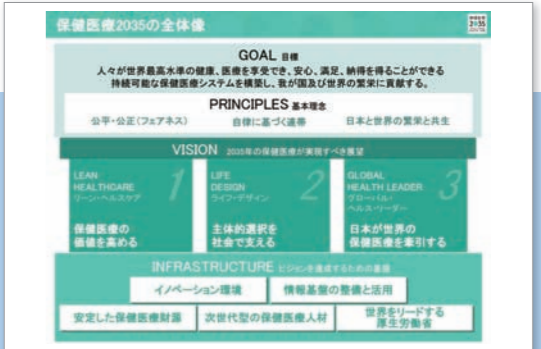 保健医療2035の全体像
GOAL 目標
人々が世界最高水準の健康、医療を享受でき、安心、満足、納得を得ることができる
持続可能な保健医療システムを構築し、我が国及び世界の繁栄に貢献する。
PRINCIPLES 基本理念
公平・公正(フェアネス)
自律に基づく連帯
日本と世界の繁栄と共生
VISION 2035年の保健医療が実現すべき展望
LEAN
HEALTHCARE
リーン・ヘルスケア
1
保健医療の
価値を高める
LIFE
DESIGN
ライフ・デザイン
2
主体的選択を
社会で支える
GLOBAL
HEALTH LEADER
グローバル・
ヘルス・リーダー
3
日本が世界の
保健医療を牽引する
INFRASTRUCTURE ビジョンを達成するための基盤
イノベーション環境
情報基盤の整備と活用
安定した保健医療財源
次世代型の保健医療人材
世界をリードする
厚生労働省